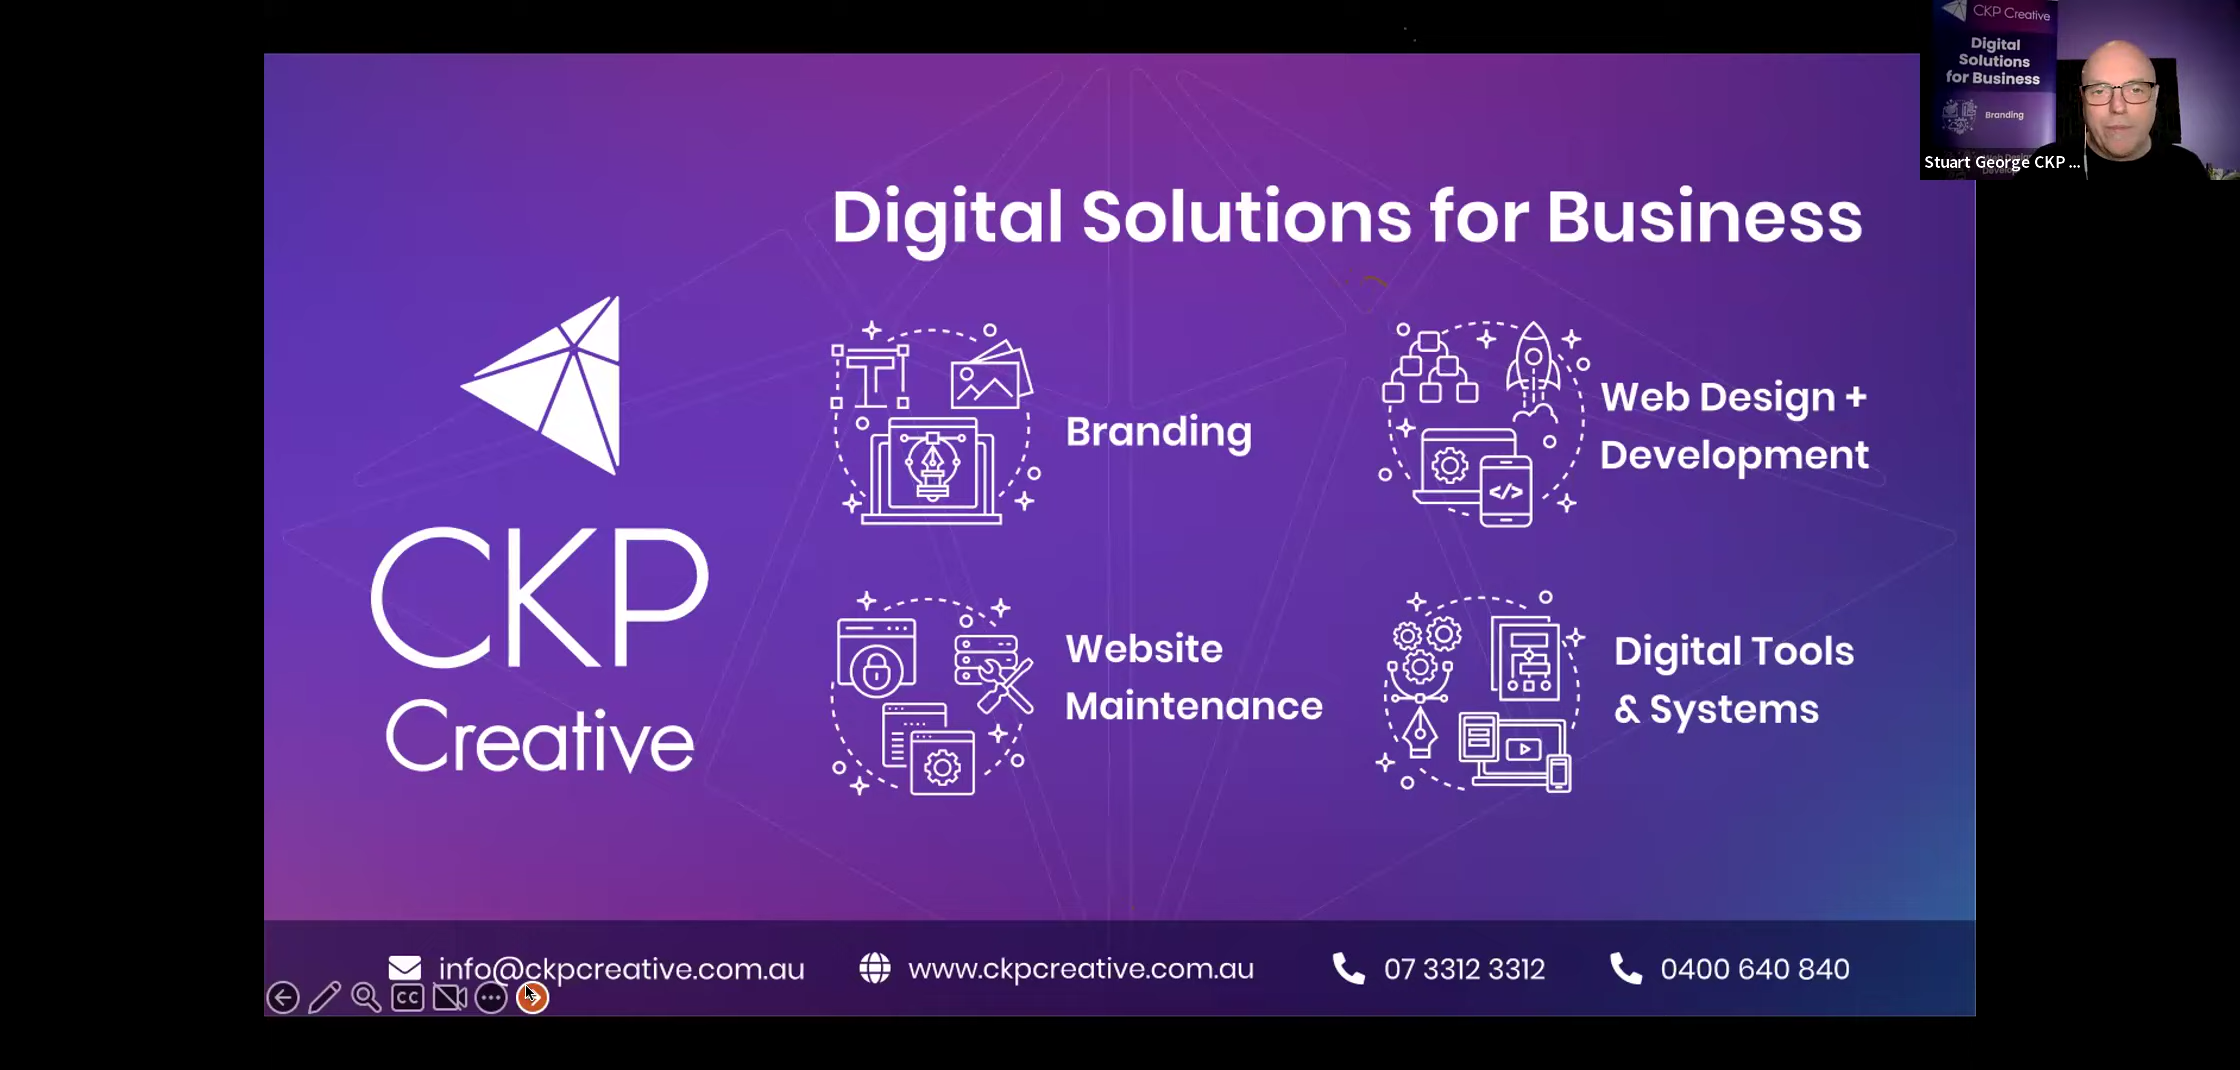 Digital Solutions for Business
CKP
Creative
Branding
Web Design +
Development
Website
Maintenance
Digital Tools
& Systems
</>
info@ckpcreative.com.au
www.ckpcreative.com.au
07 3312 3312
0400 640 840
CC
CKP Creative
Digital
Solutions
for Business
Branding
Stuart George CKP ...